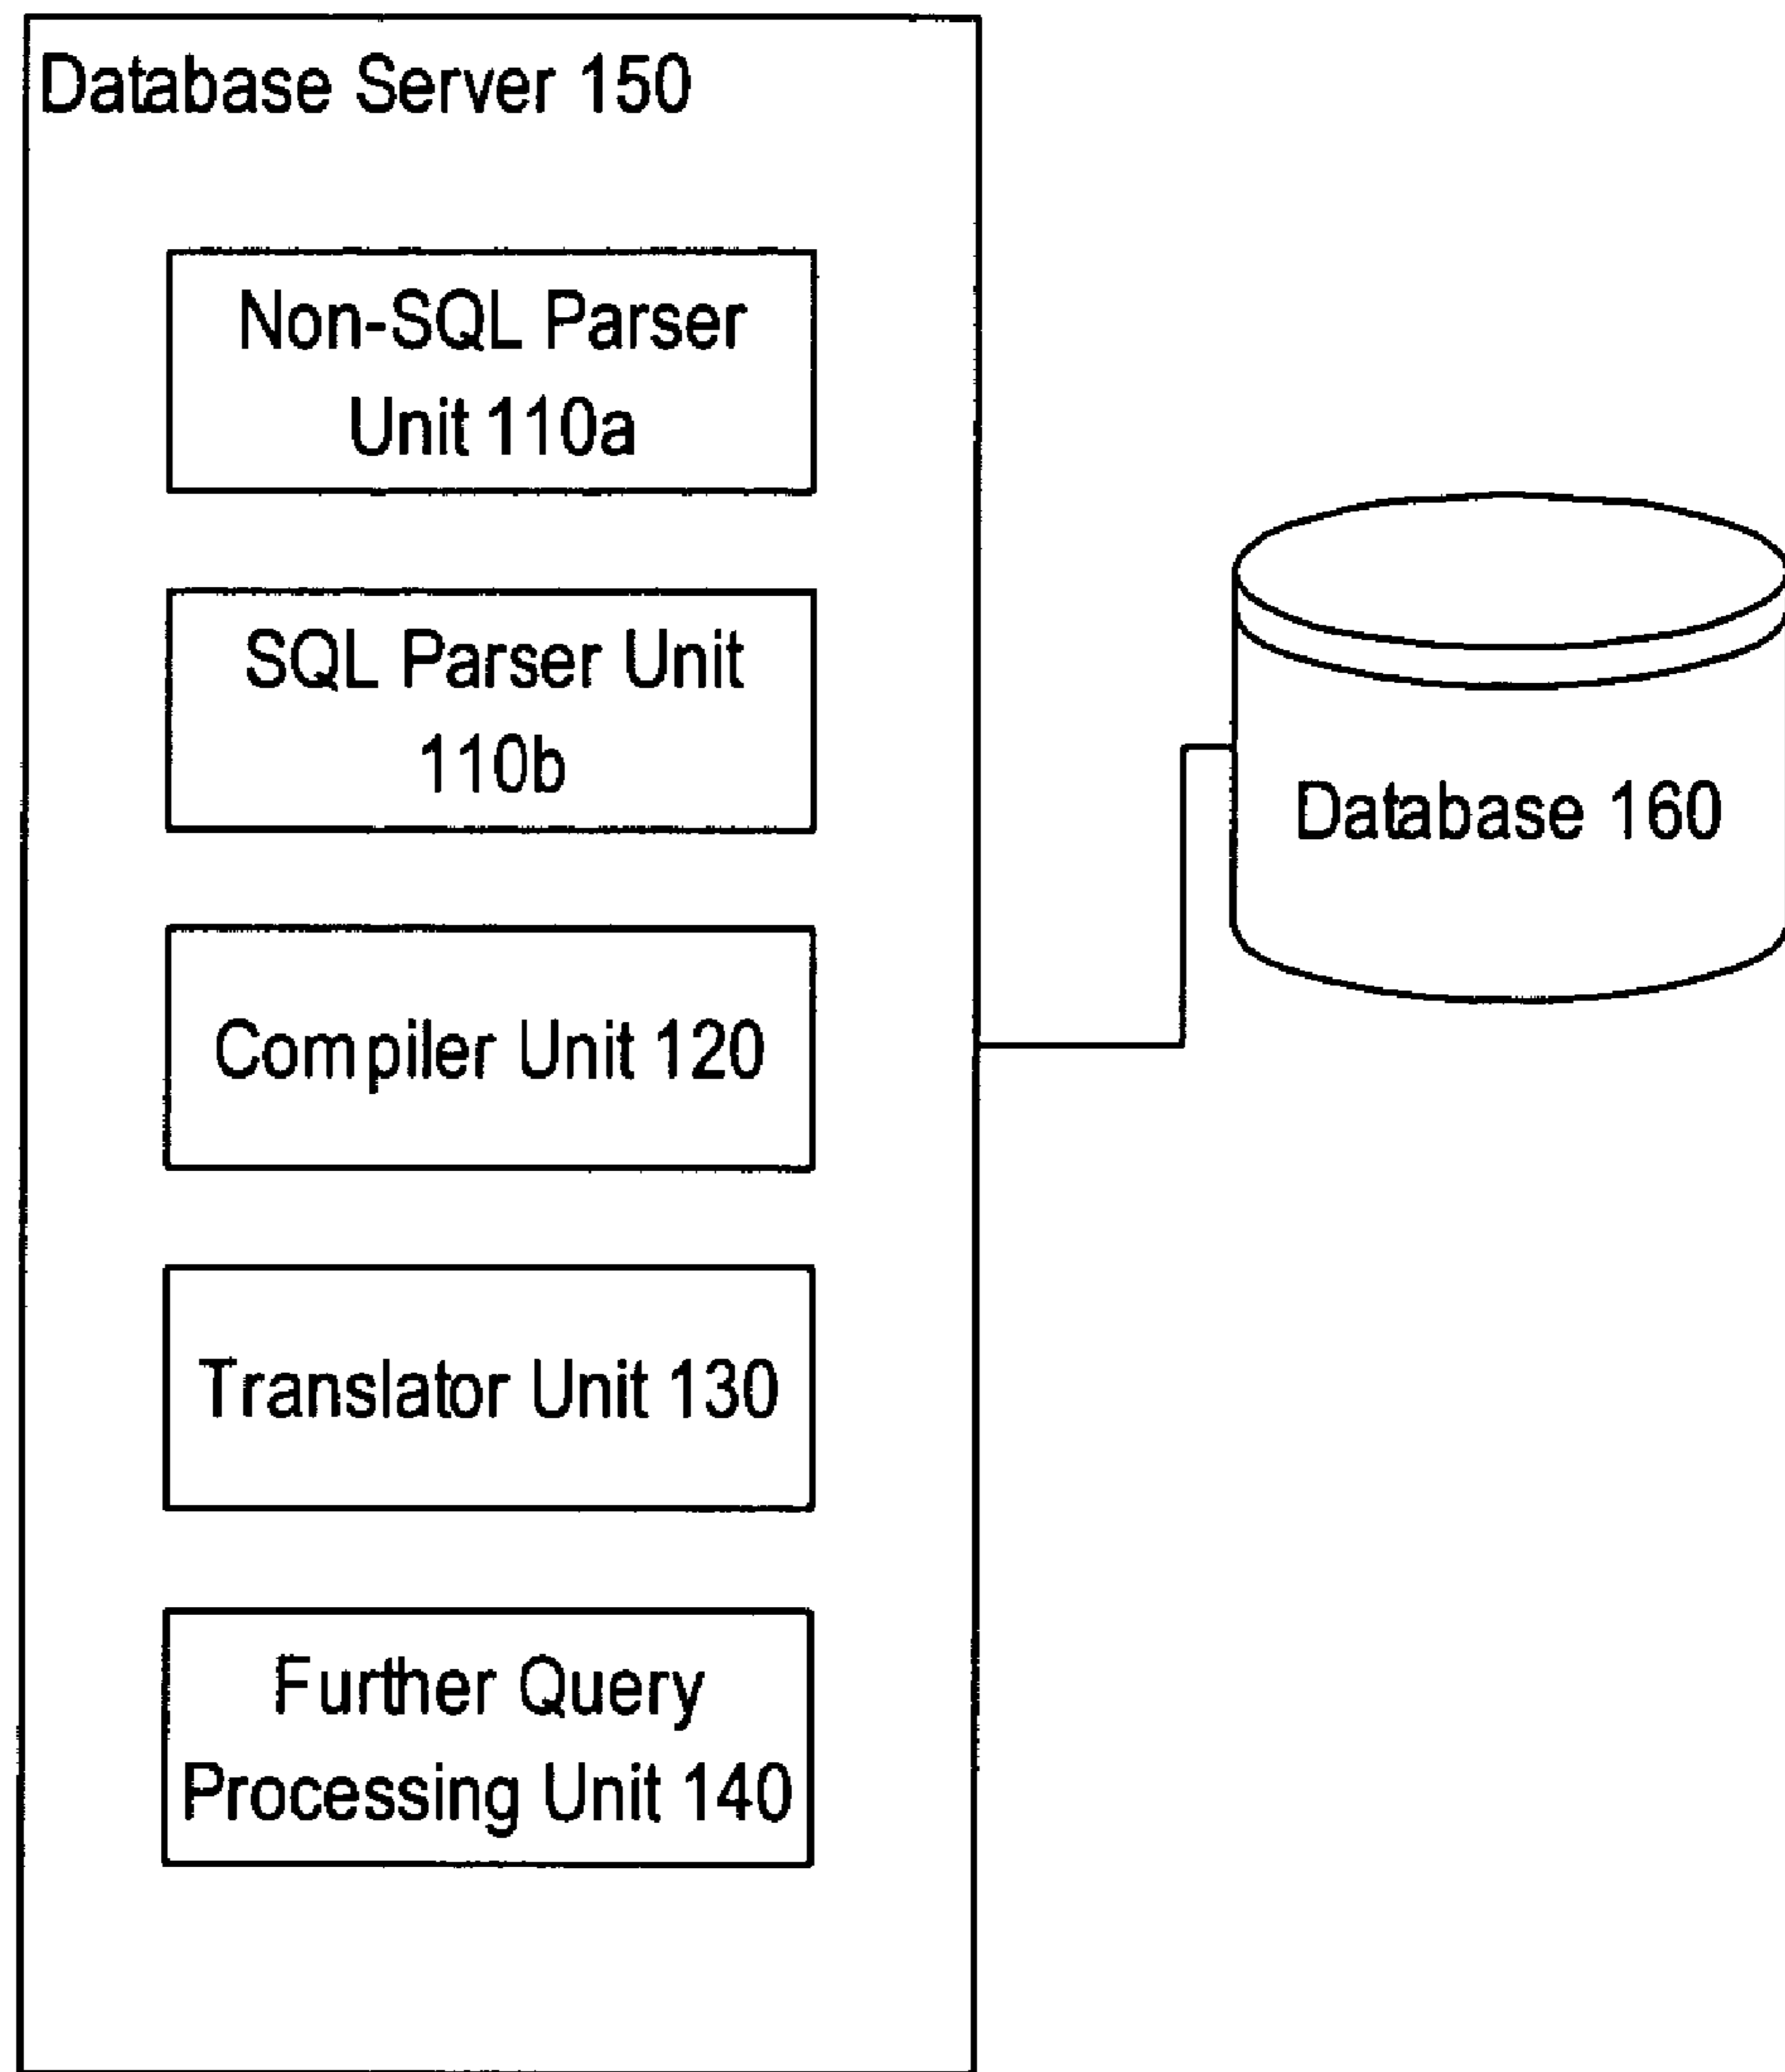 Database Server 150
Non-SQL Parser
Unit 110a
SQL Parser Unit
110b
Compiler Unit 120
Translator Unit 130
Further Query
Processing Unit 140
Database 160